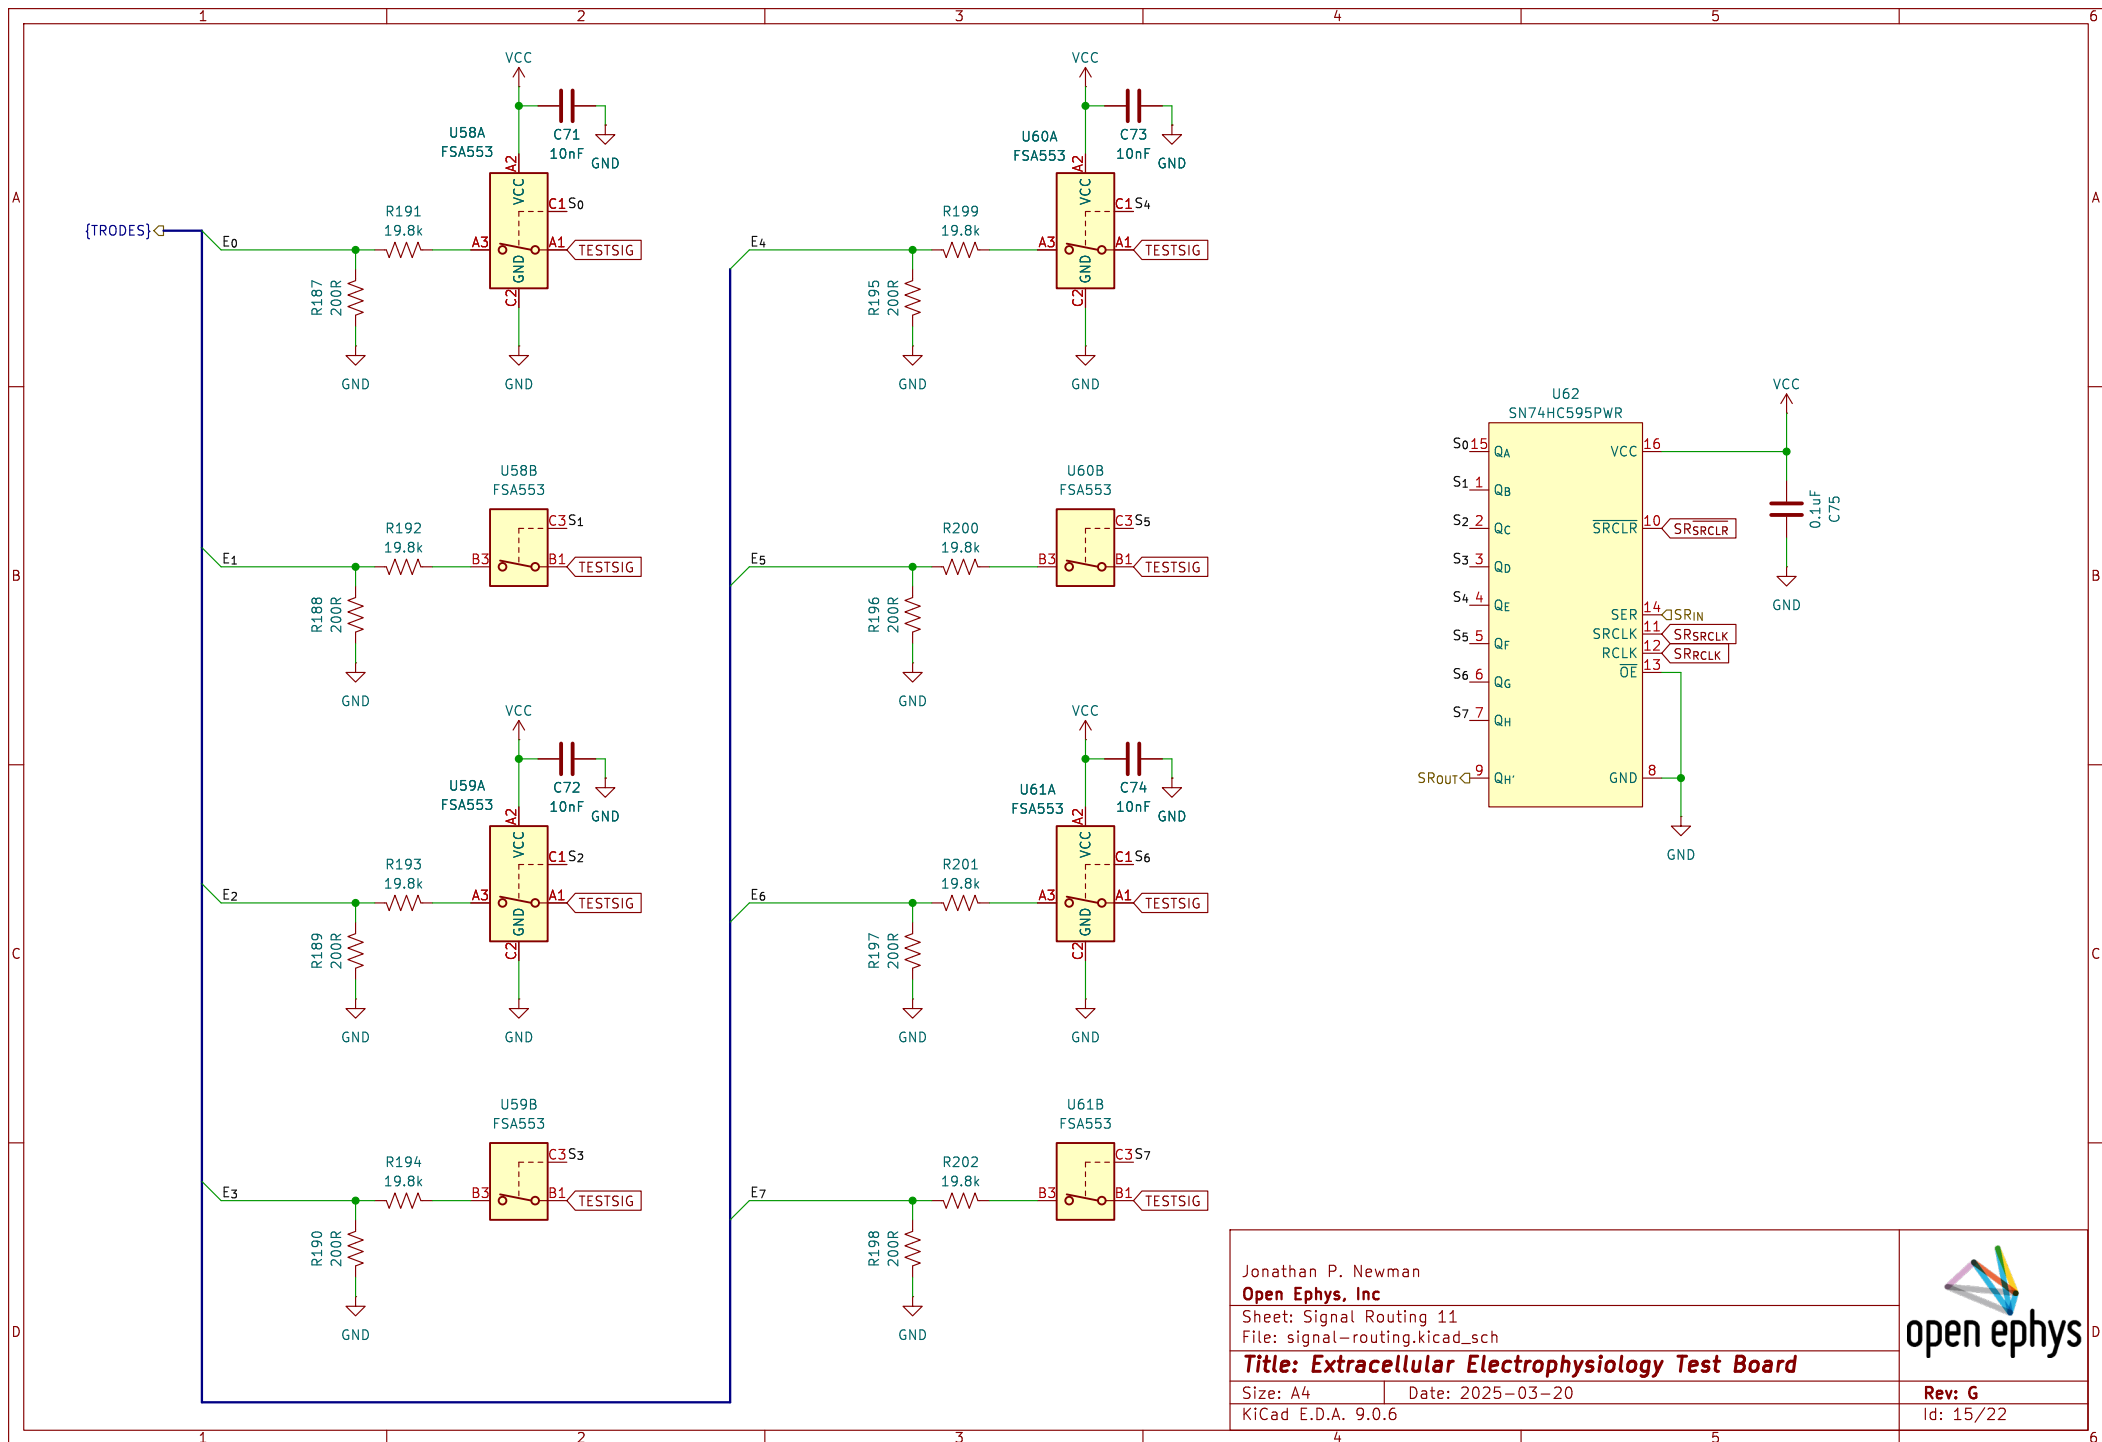 1 2 3 4 5 6
A
B
C
D
A
B
C
D
1 2 3 4 5 6
{TRODES}
VCC
C71
10nF
GND
U58A
FSA553
A2
VCC
C1
S0
E0
R191
19.8k
A3
A1
TESTSIG
GND
C2
R187
200R
GND
GND
U58B
FSA553
C3
S1
E1
R192
19.8k
B3
B1
TESTSIG
R188
200R
GND
VCC
C72
10nF
GND
U59A
FSA553
A2
VCC
C1
S2
E2
R193
19.8k
A3
A1
TESTSIG
GND
C2
R189
200R
GND
GND
U59B
FSA553
C3
S3
E3
R194
19.8k
B3
B1
TESTSIG
R190
200R
GND
VCC
C73
10nF
GND
U60A
FSA553
A2
VCC
C1
S4
E4
R199
19.8k
A3
A1
TESTSIG
GND
C2
R195
200R
GND
GND
U60B
FSA553
C3
S5
E5
R200
19.8k
B3
B1
TESTSIG
R196
200R
GND
VCC
C74
10nF
GND
U61A
FSA553
A2
VCC
C1
S6
E6
R201
19.8k
A3
A1
TESTSIG
GND
C2
R197
200R
GND
GND
U61B
FSA553
C3
S7
E7
R202
19.8k
B3
B1
TESTSIG
R198
200R
GND
U62
SN74HC595PWR
S0 15 QA
S1 1 QB
S2 2 QC
S3 3 QD
S4 4 QE
S5 5 QF
S6 6 QG
S7 7 QH
SROUT 9 QH'
VCC 16
SRCLR 10 SRSRCLR
SER 14 SRIN
SRCLK 11 SRSRCLK
RCLK 12 SRRCLK
OE 13
GND 8
GND
VCC
0.1uF
C75
GND
Jonathan P. Newman
Open Ephys, Inc
Sheet: Signal Routing 11
File: signal-routing.kicad_sch
Title: Extracellular Electrophysiology Test Board
Size: A4 Date: 2025-03-20
Rev: G
KiCad E.D.A. 9.0.6
Id: 15/22
open ephys